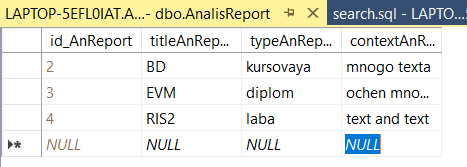 LAPTOP-5EFL0IAT.A...- dbo.AnalisReport search.sql - LAPTO...5
id_AnReport titleAnRep... typeAnRep... contextAnR...
2 BD kursovaya mnogo texta
3 EVM diplom ochen mno...
4 RIS2 laba text and text
NULL NULL NULL NULL